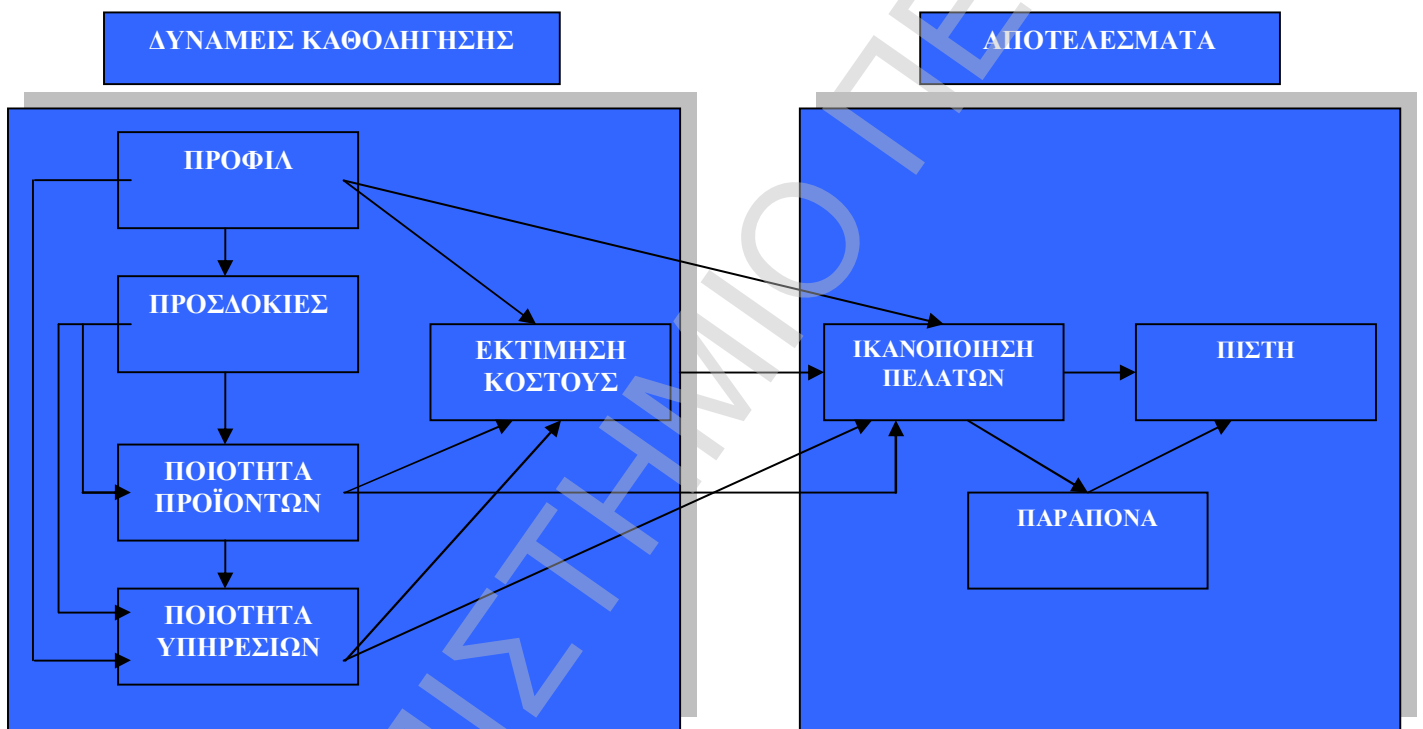 ΔΥΝΑΜΕΙΣ ΚΑΘΟΔΗΓΗΣΗΣ
ΑΠΟΤΕΛΕΣΜΑΤΑ
ΠΡΟΦΙΛ
ΠΡΟΣΔΟΚΙΕΣ
ΕΚΤΙΜΗΣΗ
ΚΟΣΤΟΥΣ
ΙΚΑΝΟΠΟΙΗΣΗ
ΠΕΛΑΤΩΝ
ΠΙΣΤΗ
ΠΟΙΟΤΗΤΑ
ΠΡΟΪΟΝΤΩΝ
ΠΑΡΑΠΟΝΑ
ΠΟΙΟΤΗΤΑ
ΥΠΗΡΕΣΙΩΝ